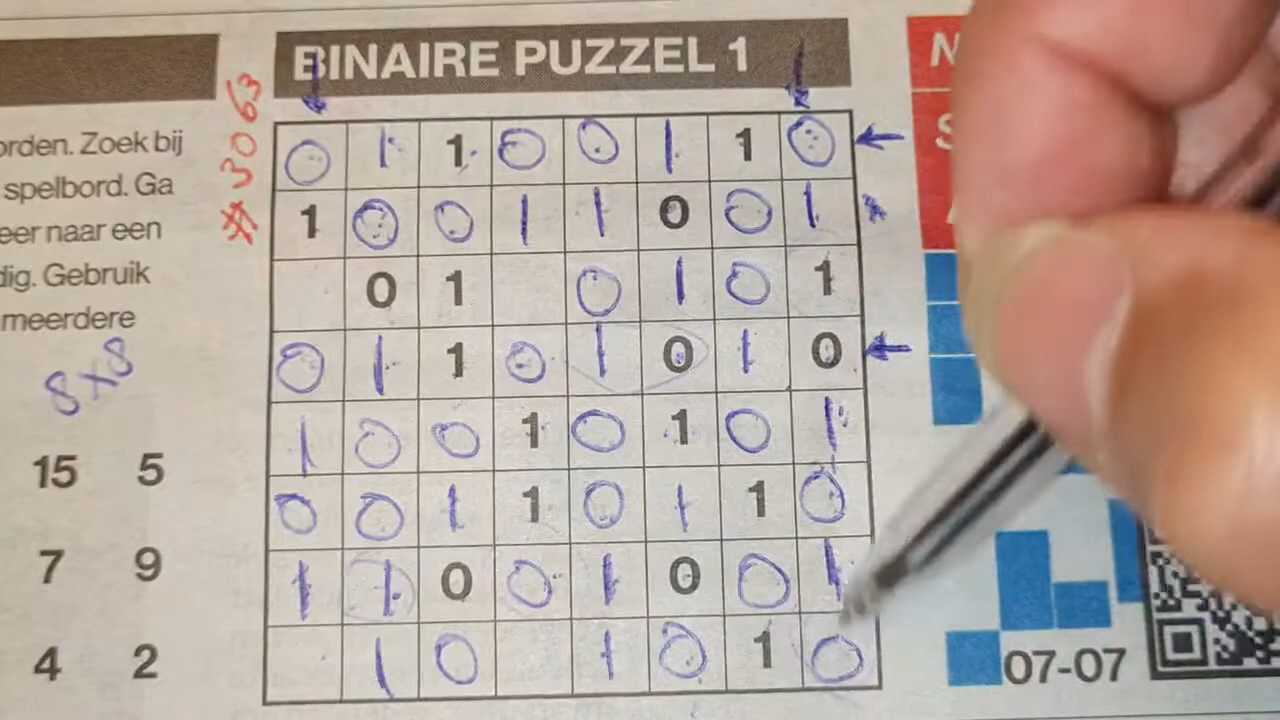 BINAIRE PUZZEL 1
# 3063
orden. Zoek bij
spelbord. Ga
eer naar een
dig. Gebruik
meerdere
8x8
15 5
7 9
4 2
0 1 1 0 0 1 1 0
1 0 0 1 1 0 0 1
0 1 0 1 0 1
0 1 1 0 1 0 1 0
1 0 0 1 0 1 0 1
0 0 1 1 0 1 1 0
1 1 0 0 1 0 0 1
1 0 1 0 1 0
N
S
07-07